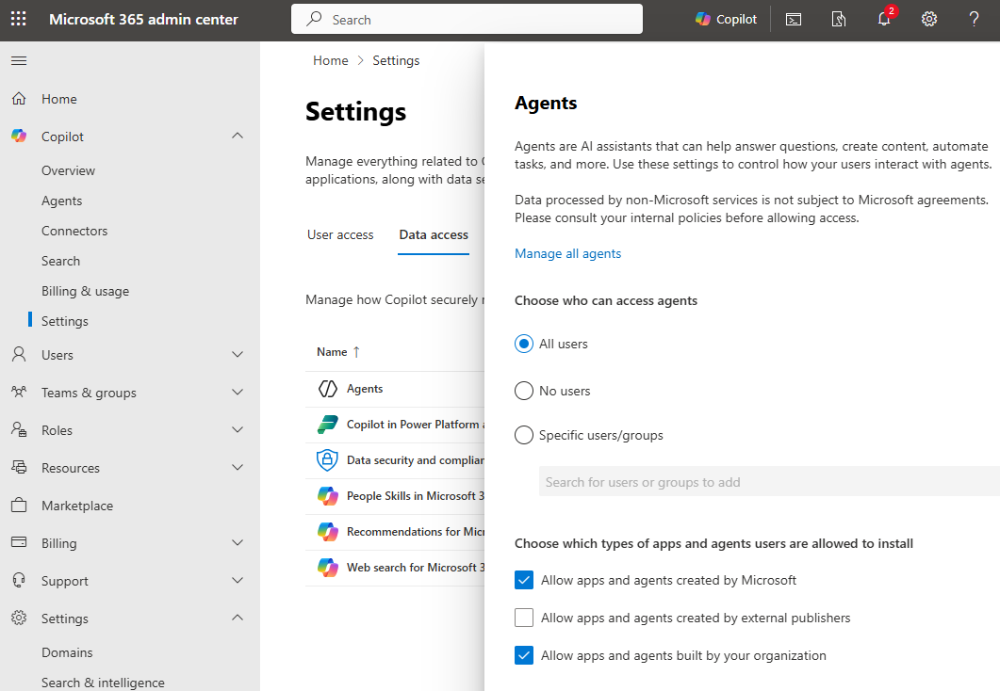 Microsoft 365 admin center
Search
Copilot
2
Home
Copilot
Overview
Agents
Connectors
Search
Billing & usage
Settings
Users
Teams & groups
Roles
Resources
Marketplace
Billing
Support
Settings
Domains
Search & intelligence
Home > Settings
Settings
Manage everything related to
applications, along with data
User access
Data access
Manage how Copilot securely
Name ↑
Agents
Copilot in Power Platform
Data security and complian
People Skills in Microsoft 3
Recommendations for Micr
Web search for Microsoft 3
Agents
Agents are AI assistants that can help answer questions, create content, automate
tasks, and more. Use these settings to control how your users interact with agents.
Data processed by non-Microsoft services is not subject to Microsoft agreements.
Please consult your internal policies before allowing access.
Manage all agents
Choose who can access agents
All users
No users
Specific users/groups
Search for users or groups to add
Choose which types of apps and agents users are allowed to install
Allow apps and agents created by Microsoft
Allow apps and agents created by external publishers
Allow apps and agents built by your organization